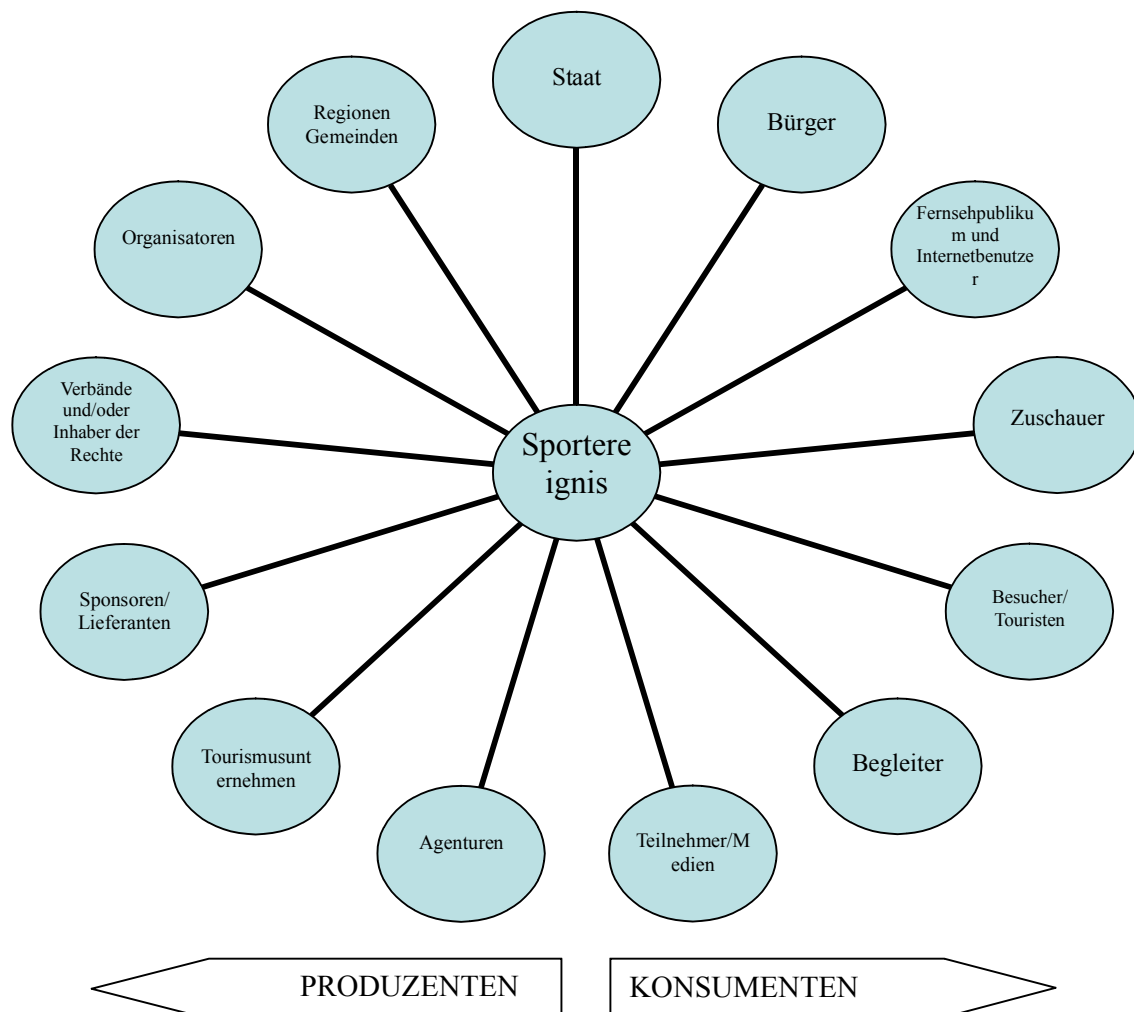 Staat
Regionen
Gemeinden
Bürger
Organisatoren
Fernsehpubliku
m und
Internetbenutze
r
Verbände
und/oder
Inhaber der
Rechte
Zuschauer
Sportere
ignis
Sponsoren/
Lieferanten
Besucher/
Touristen
Tourismusunt
ernehmen
Begleiter
Agenturen
Teilnehmer/M
edien
PRODUZENTEN
KONSUMENTEN